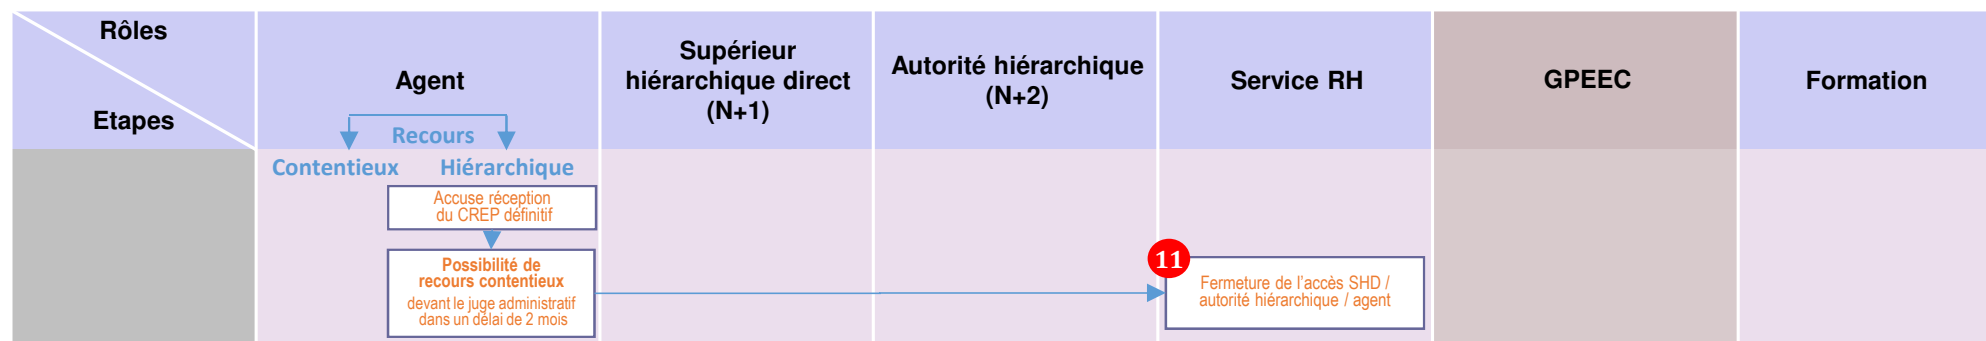 Rôles
Etapes
Agent
Supérieur
hiérarchique direct
(N+1)
Autorité hiérarchique
(N+2)
Service RH
GPEEC
Formation
Recours
Contentieux
Hiérarchique
Accuse réception
du CREP définitif
Possibilité de
recours contentieux
devant le juge administratif
dans un délai de 2 mois
11
Fermeture de l'accès SHD /
autorité hiérarchique / agent